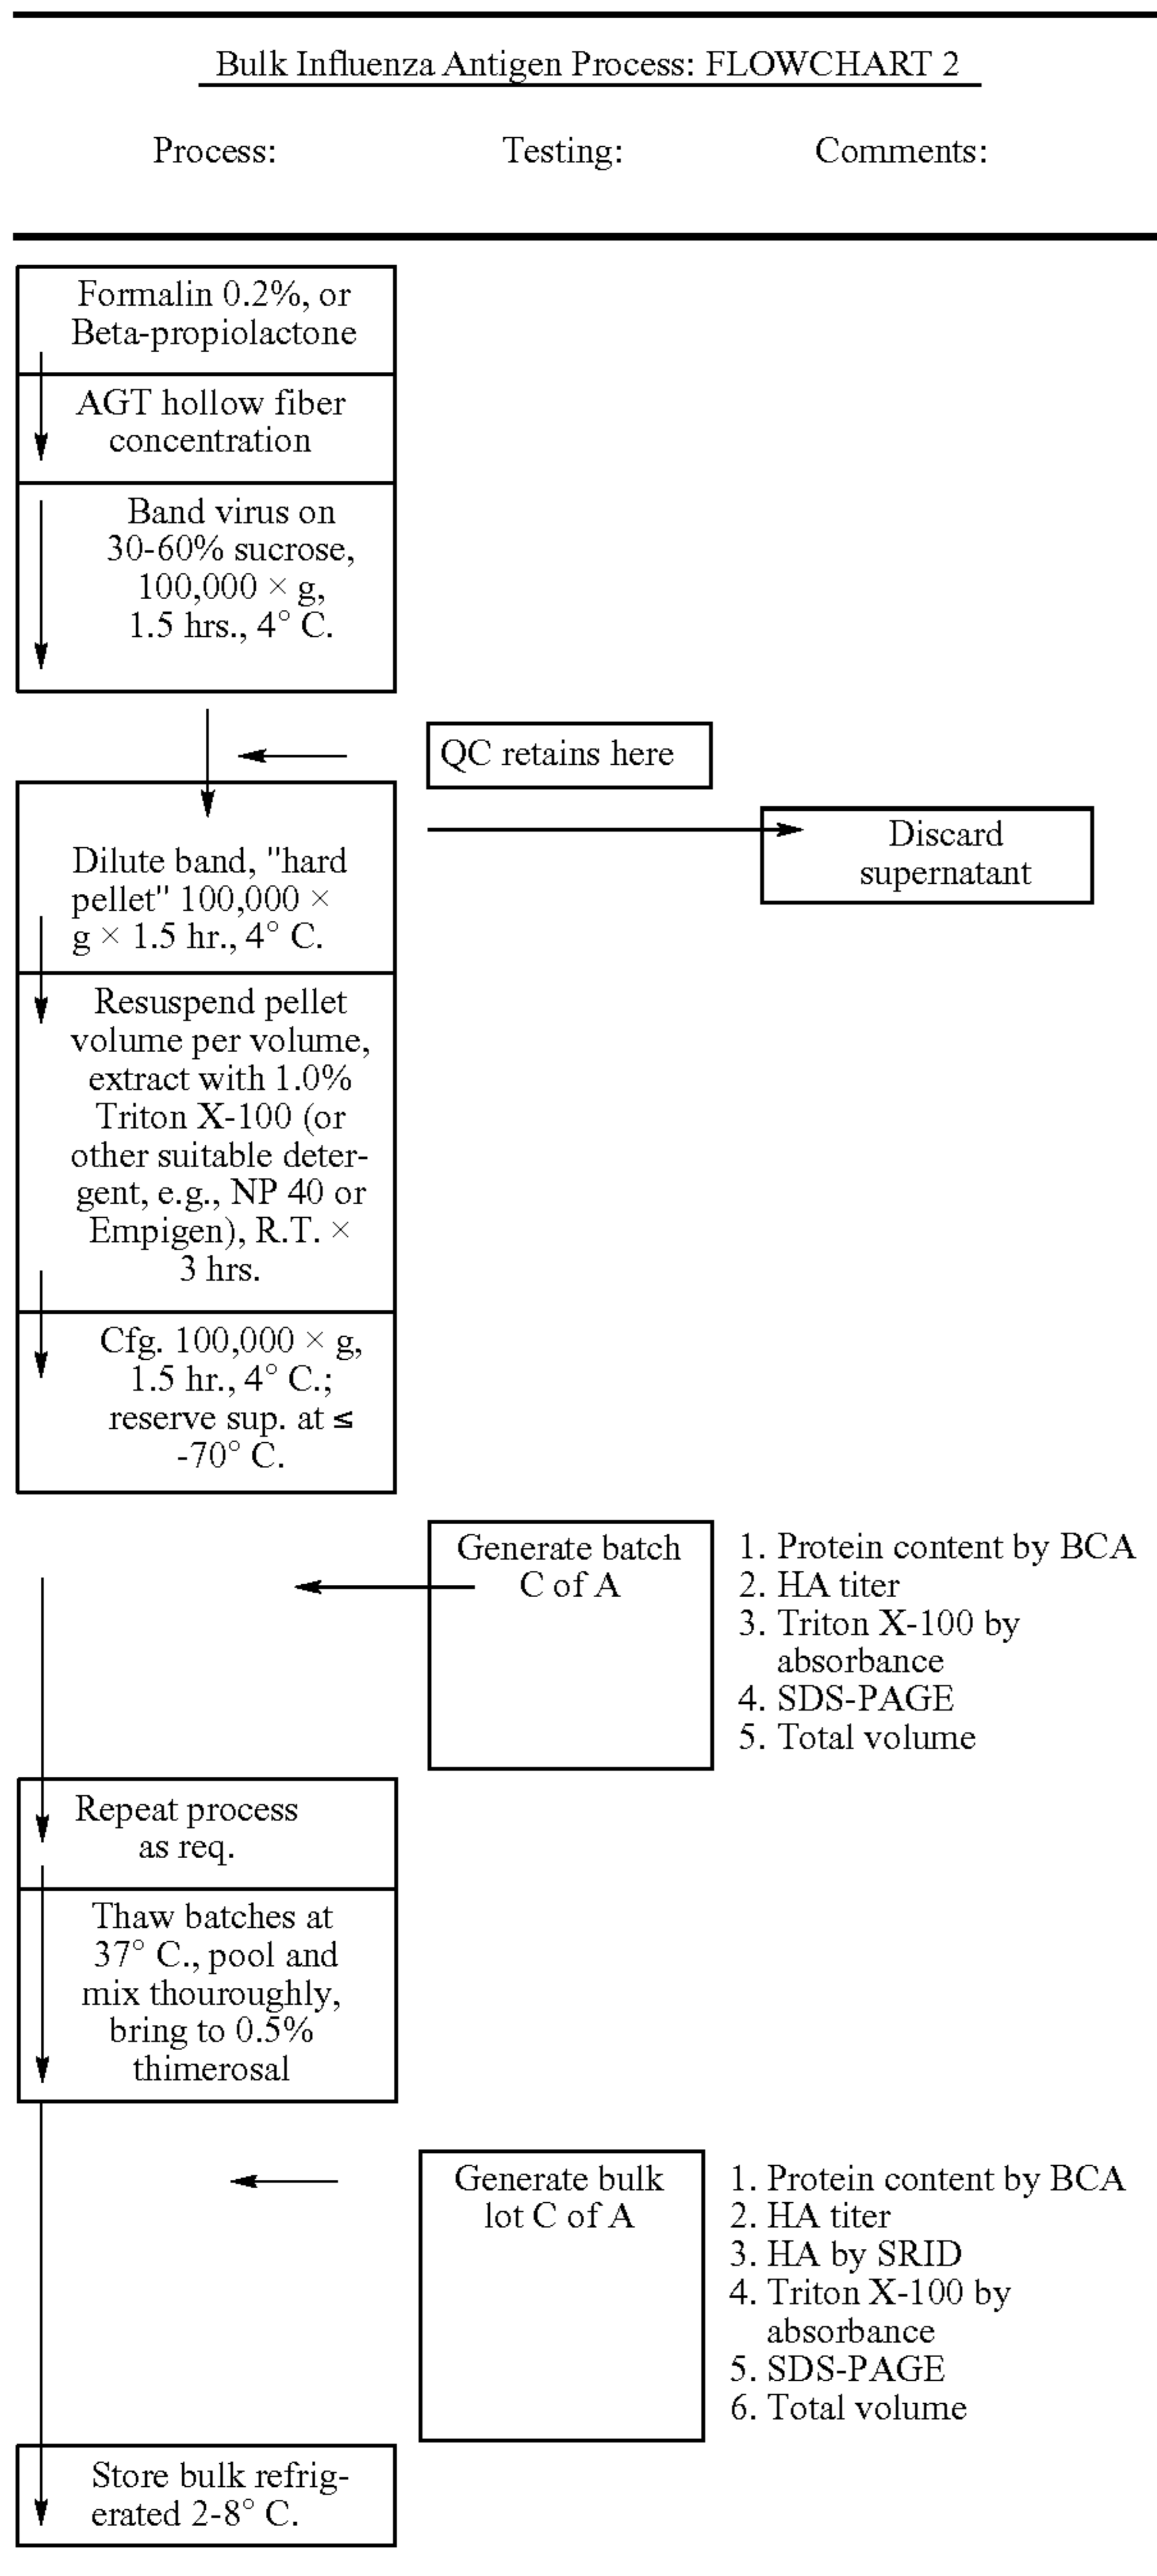 Bulk Influenza Antigen Process: FLOWCHART 2
Process: Testing: Comments:
Formalin 0.2%, or
Beta-propiolactone
AGT hollow fiber
concentration
Band virus on
30-60% sucrose,
100,000 × g,
1.5 hrs., 4° C.
QC retains here
Discard
supernatant
Dilute band, "hard
pellet" 100,000 ×
g × 1.5 hr., 4° C.
Resuspend pellet
volume per volume,
extract with 1.0%
Triton X-100 (or
other suitable deter-
gent, e.g., NP 40 or
Empigen), R.T. ×
3 hrs.
Cfg. 100,000 × g,
1.5 hr., 4° C.;
reserve sup. at ≤
-70° C.
Generate batch
C of A
1. Protein content by BCA
2. HA titer
3. Triton X-100 by
absorbance
4. SDS-PAGE
5. Total volume
Repeat process
as req.
Thaw batches at
37° C., pool and
mix thouroughly,
bring to 0.5%
thimerosal
Generate bulk
lot C of A
1. Protein content by BCA
2. HA titer
3. HA by SRID
4. Triton X-100 by
absorbance
5. SDS-PAGE
6. Total volume
Store bulk refrig-
erated 2-8° C.